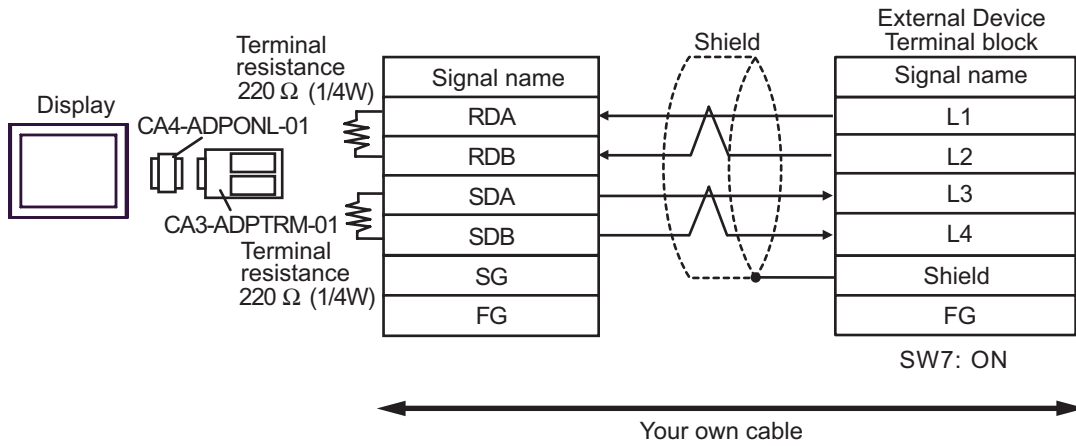 Display
CA4-ADPONL-01
CA3-ADPTRM-01
Terminal
resistance
220 Ω (1/4W)
Terminal
resistance
220 Ω (1/4W)
Signal name
RDA
RDB
SDA
SDB
SG
FG
Shield
External Device
Terminal block
Signal name
L1
L2
L3
L4
Shield
FG
SW7: ON
Your own cable